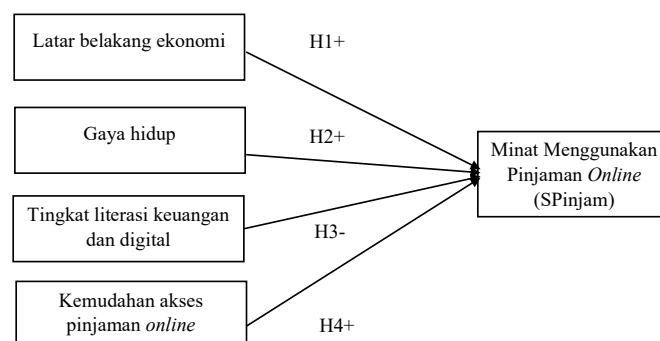 Latar belakang ekonomi
H1+
Gaya hidup
H2+
Minat Menggunakan
Pinjaman Online
(SPinjam)
Tingkat literasi keuangan
dan digital
H3-
Kemudahan akses
pinjaman online
H4+